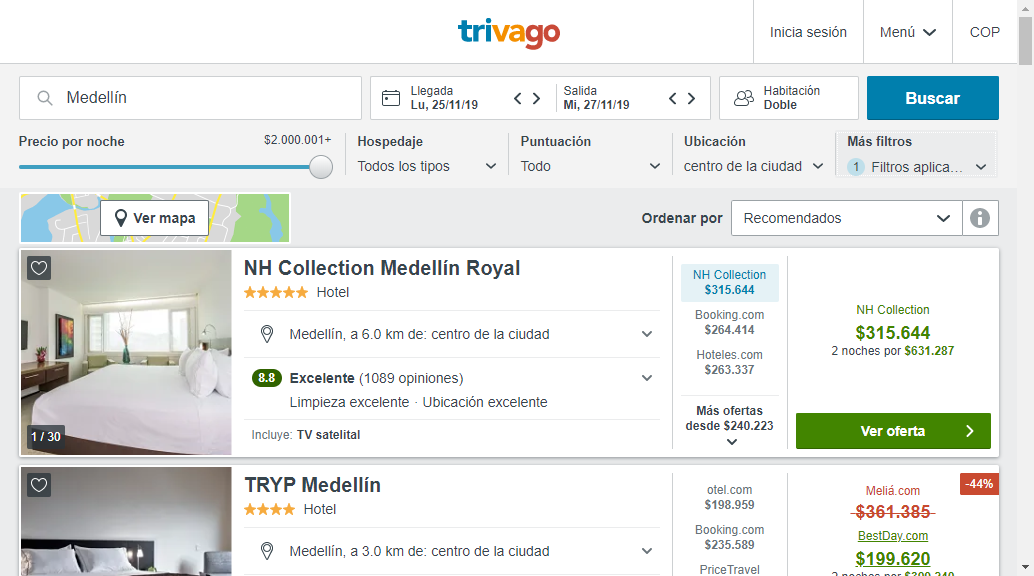 trivago
Inicia sesión
Menú
COP
Medellín
Llegada
Lu, 25/11/19
Salida
Mi, 27/11/19
Habitación
Doble
Buscar
Precio por noche
$2.000.001+
Hospedaje
Todos los tipos
Puntuación
Todo
Ubicación
centro de la ciudad
Más filtros
1 Filtros aplica...
Ver mapa
Ordenar por
Recomendados
NH Collection Medellín Royal
Hotel
Medellín, a 6.0 km de: centro de la ciudad
8.8 Excelente (1089 opiniones)
Limpieza excelente · Ubicación excelente
Incluye: TV satelital
1 / 30
NH Collection
$315.644
Booking.com
$264.414
Hoteles.com
$263.337
Más ofertas
desde $240.223
NH Collection
$315.644
2 noches por $631.287
Ver oferta
TRYP Medellín
Hotel
Medellín, a 3.0 km de: centro de la ciudad
otel.com
$198.959
Booking.com
$235.589
PriceTravel
-44%
Meliá.com
$361.385
BestDay.com
$199.620
2 noches por $399.240